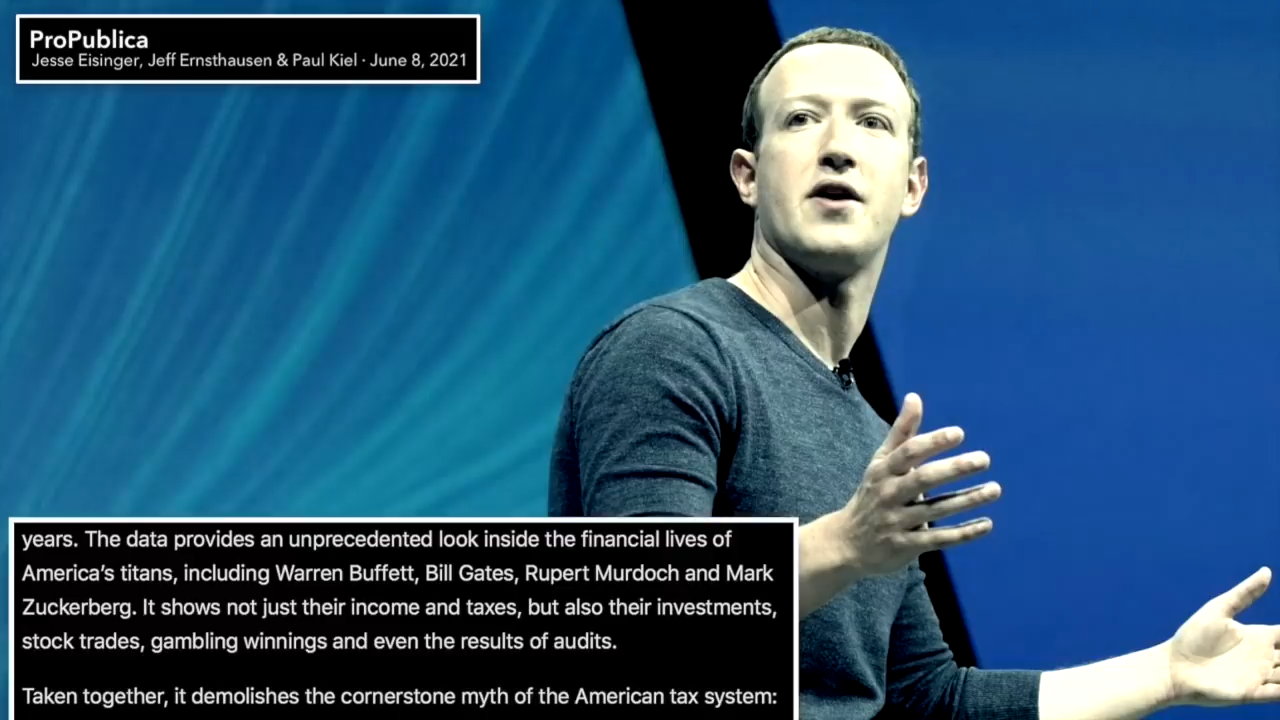 ProPublica
Jesse Eisinger, Jeff Ernsthausen & Paul Kiel · June 8, 2021
years. The data provides an unprecedented look inside the financial lives of
America’s titans, including Warren Buffett, Bill Gates, Rupert Murdoch and Mark
Zuckerberg. It shows not just their income and taxes, but also their investments,
stock trades, gambling winnings and even the results of audits.
Taken together, it demolishes the cornerstone myth of the American tax system: